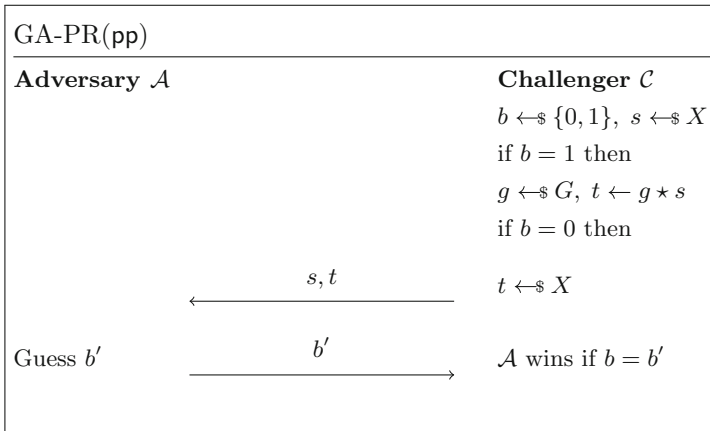 GA-PR(pp)
Adversary 𝒜 Challenger 𝒞
b ←$ {0, 1}, s ←$ X
if b = 1 then
g ←$ G, t ← g ⋆ s
if b = 0 then
s, t
t ←$ X
Guess b′ b′ 𝒜 wins if b = b′